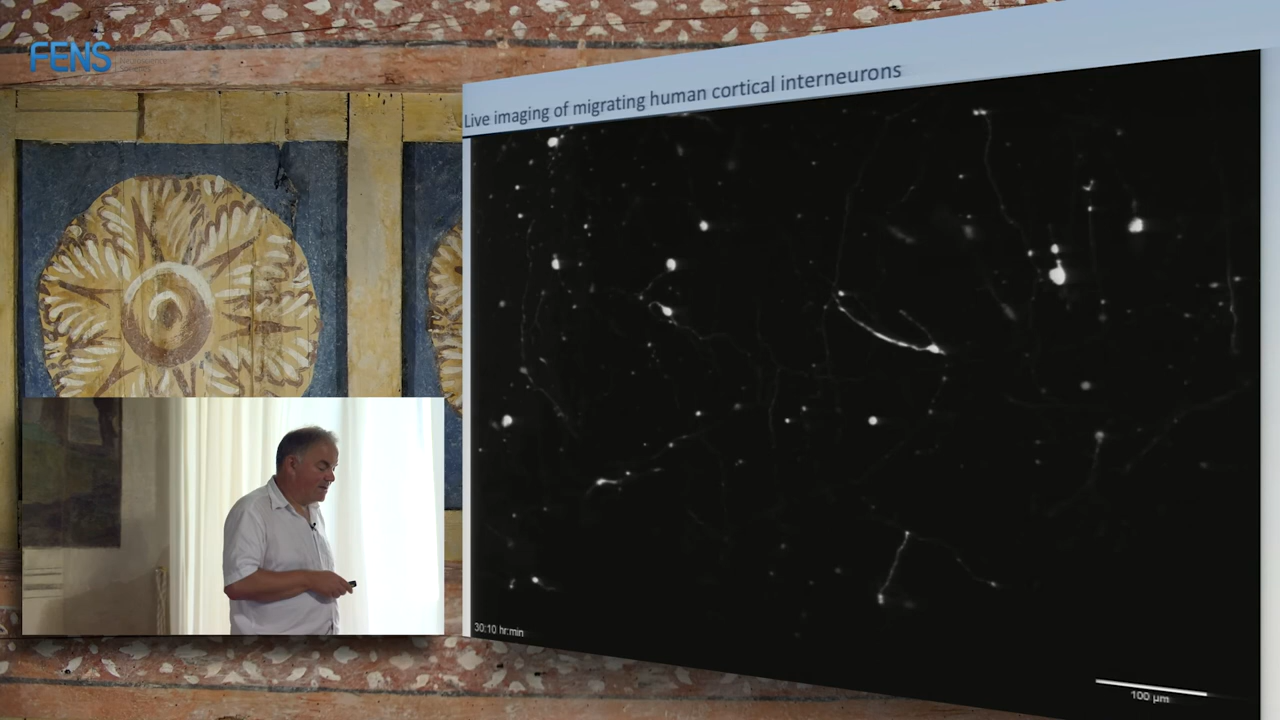 FENS
Live imaging of migrating human cortical interneurons
30:10 hr:min
100 µm